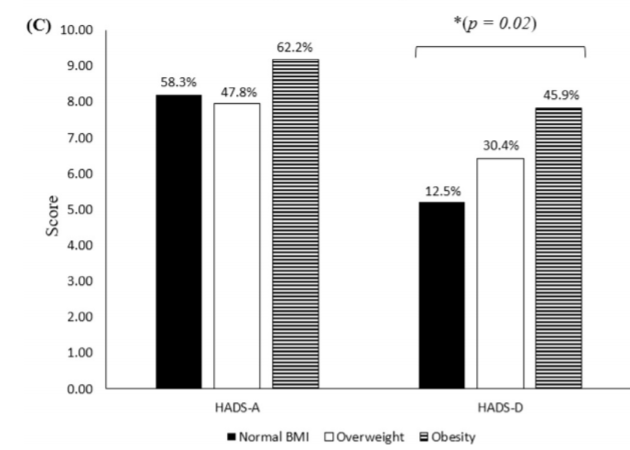 (C)
*(p = 0.02)
10.00
9.00
8.00
7.00
6.00
5.00
4.00
3.00
2.00
1.00
0.00
Score
58.3%
47.8%
62.2%
12.5%
30.4%
45.9%
HADS-A
HADS-D
Normal BMI
Overweight
Obesity